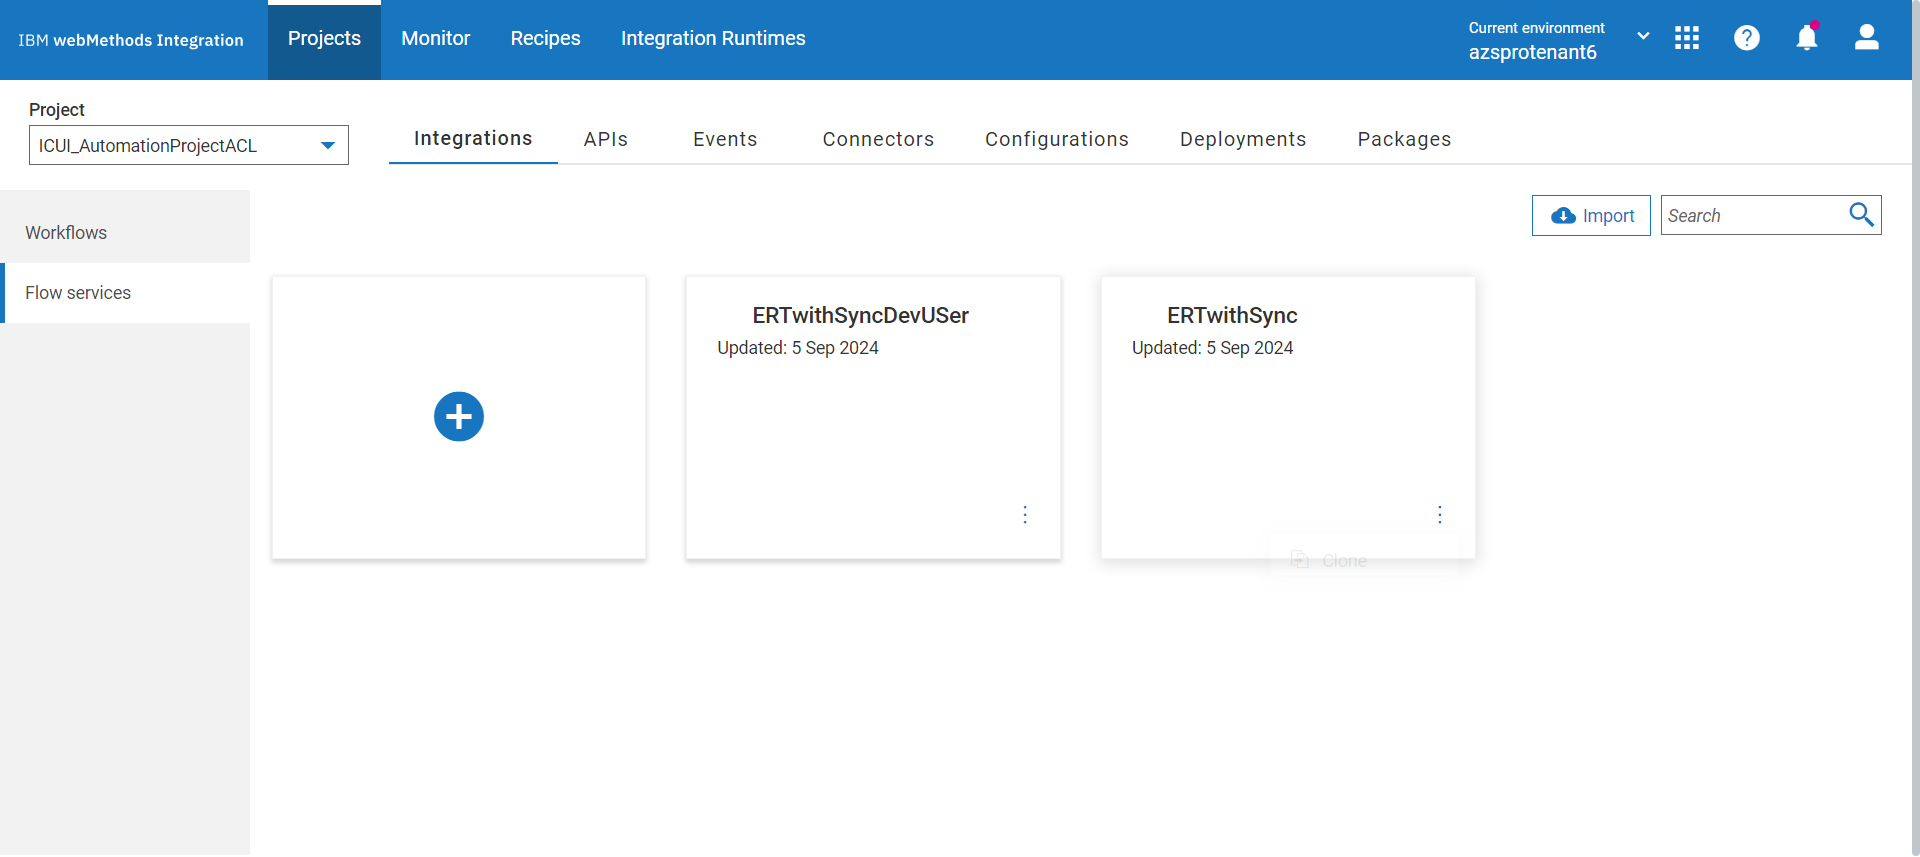 IBM webMethods Integration
Projects
Monitor
Recipes
Integration Runtimes
Current environment
azsprotenant6
Project
ICUI_AutomationProjectACL
Integrations
APIs
Events
Connectors
Configurations
Deployments
Packages
Workflows
Flow services
Import
Search
ERTwithSyncDevUSer
Updated: 5 Sep 2024
ERTwithSync
Updated: 5 Sep 2024
Clone